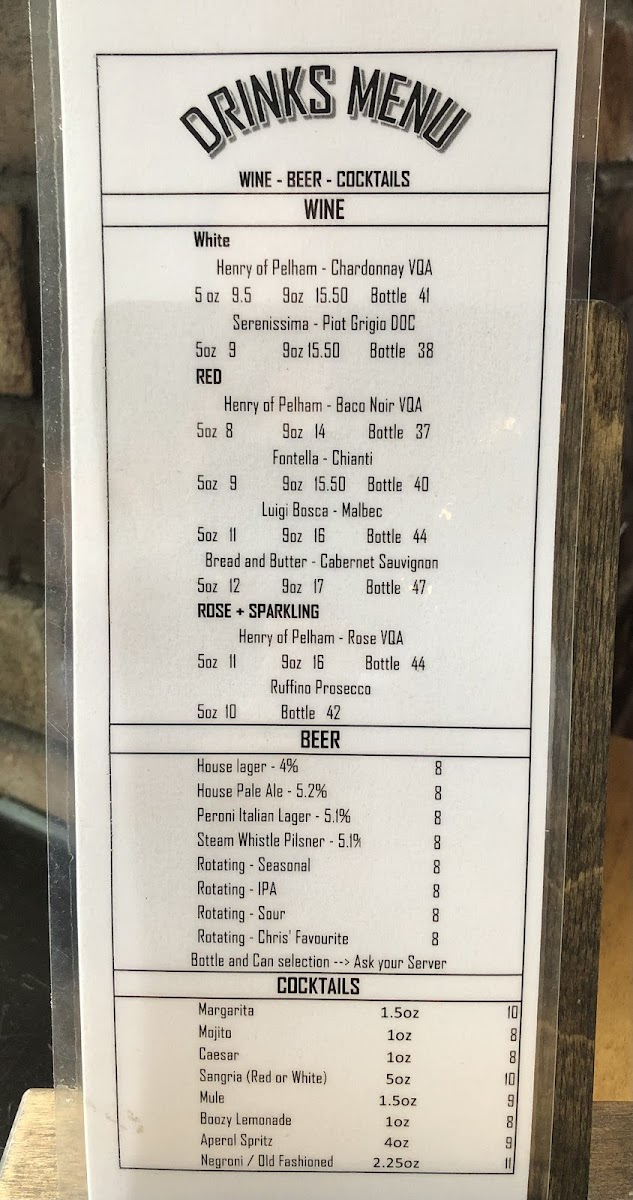 DRINKS MENU
WINE - BEER - COCKTAILS
WINE
White
Henry of Pelham - Chardonnay VQA
5 oz 9.5 9oz 15.50 Bottle 41
Serenissima - Piot Grigio DOC
5oz 9 9oz 15.50 Bottle 38
RED
Henry of Pelham - Baco Noir VQA
5oz 8 9oz 14 Bottle 37
Fontella - Chianti
5oz 9 9oz 15.50 Bottle 40
Luigi Bosca - Malbec
5oz 11 9oz 16 Bottle 44
Bread and Butter - Cabernet Sauvignon
5oz 12 9oz 17 Bottle 47
ROSE + SPARKLING
Henry of Pelham - Rose VQA
5oz 11 9oz 16 Bottle 44
Ruffino Prosecco
5oz 10 Bottle 42
BEER
House lager - 4% 8
House Pale Ale - 5.2% 8
Peroni Italian Lager - 5.1% 8
Steam Whistle Pilsner - 5.1% 8
Rotating - Seasonal 8
Rotating - IPA 8
Rotating - Sour 8
Rotating - Chris' Favourite 8
Bottle and Can selection --> Ask your Server
COCKTAILS
Margarita 1.5oz 10
Mojito 1oz 8
Caesar 1oz 8
Sangria (Red or White) 5oz 10
Mule 1.5oz 9
Boozy Lemonade 1oz 8
Aperol Spritz 4oz 9
Negroni / Old Fashioned 2.25oz 11